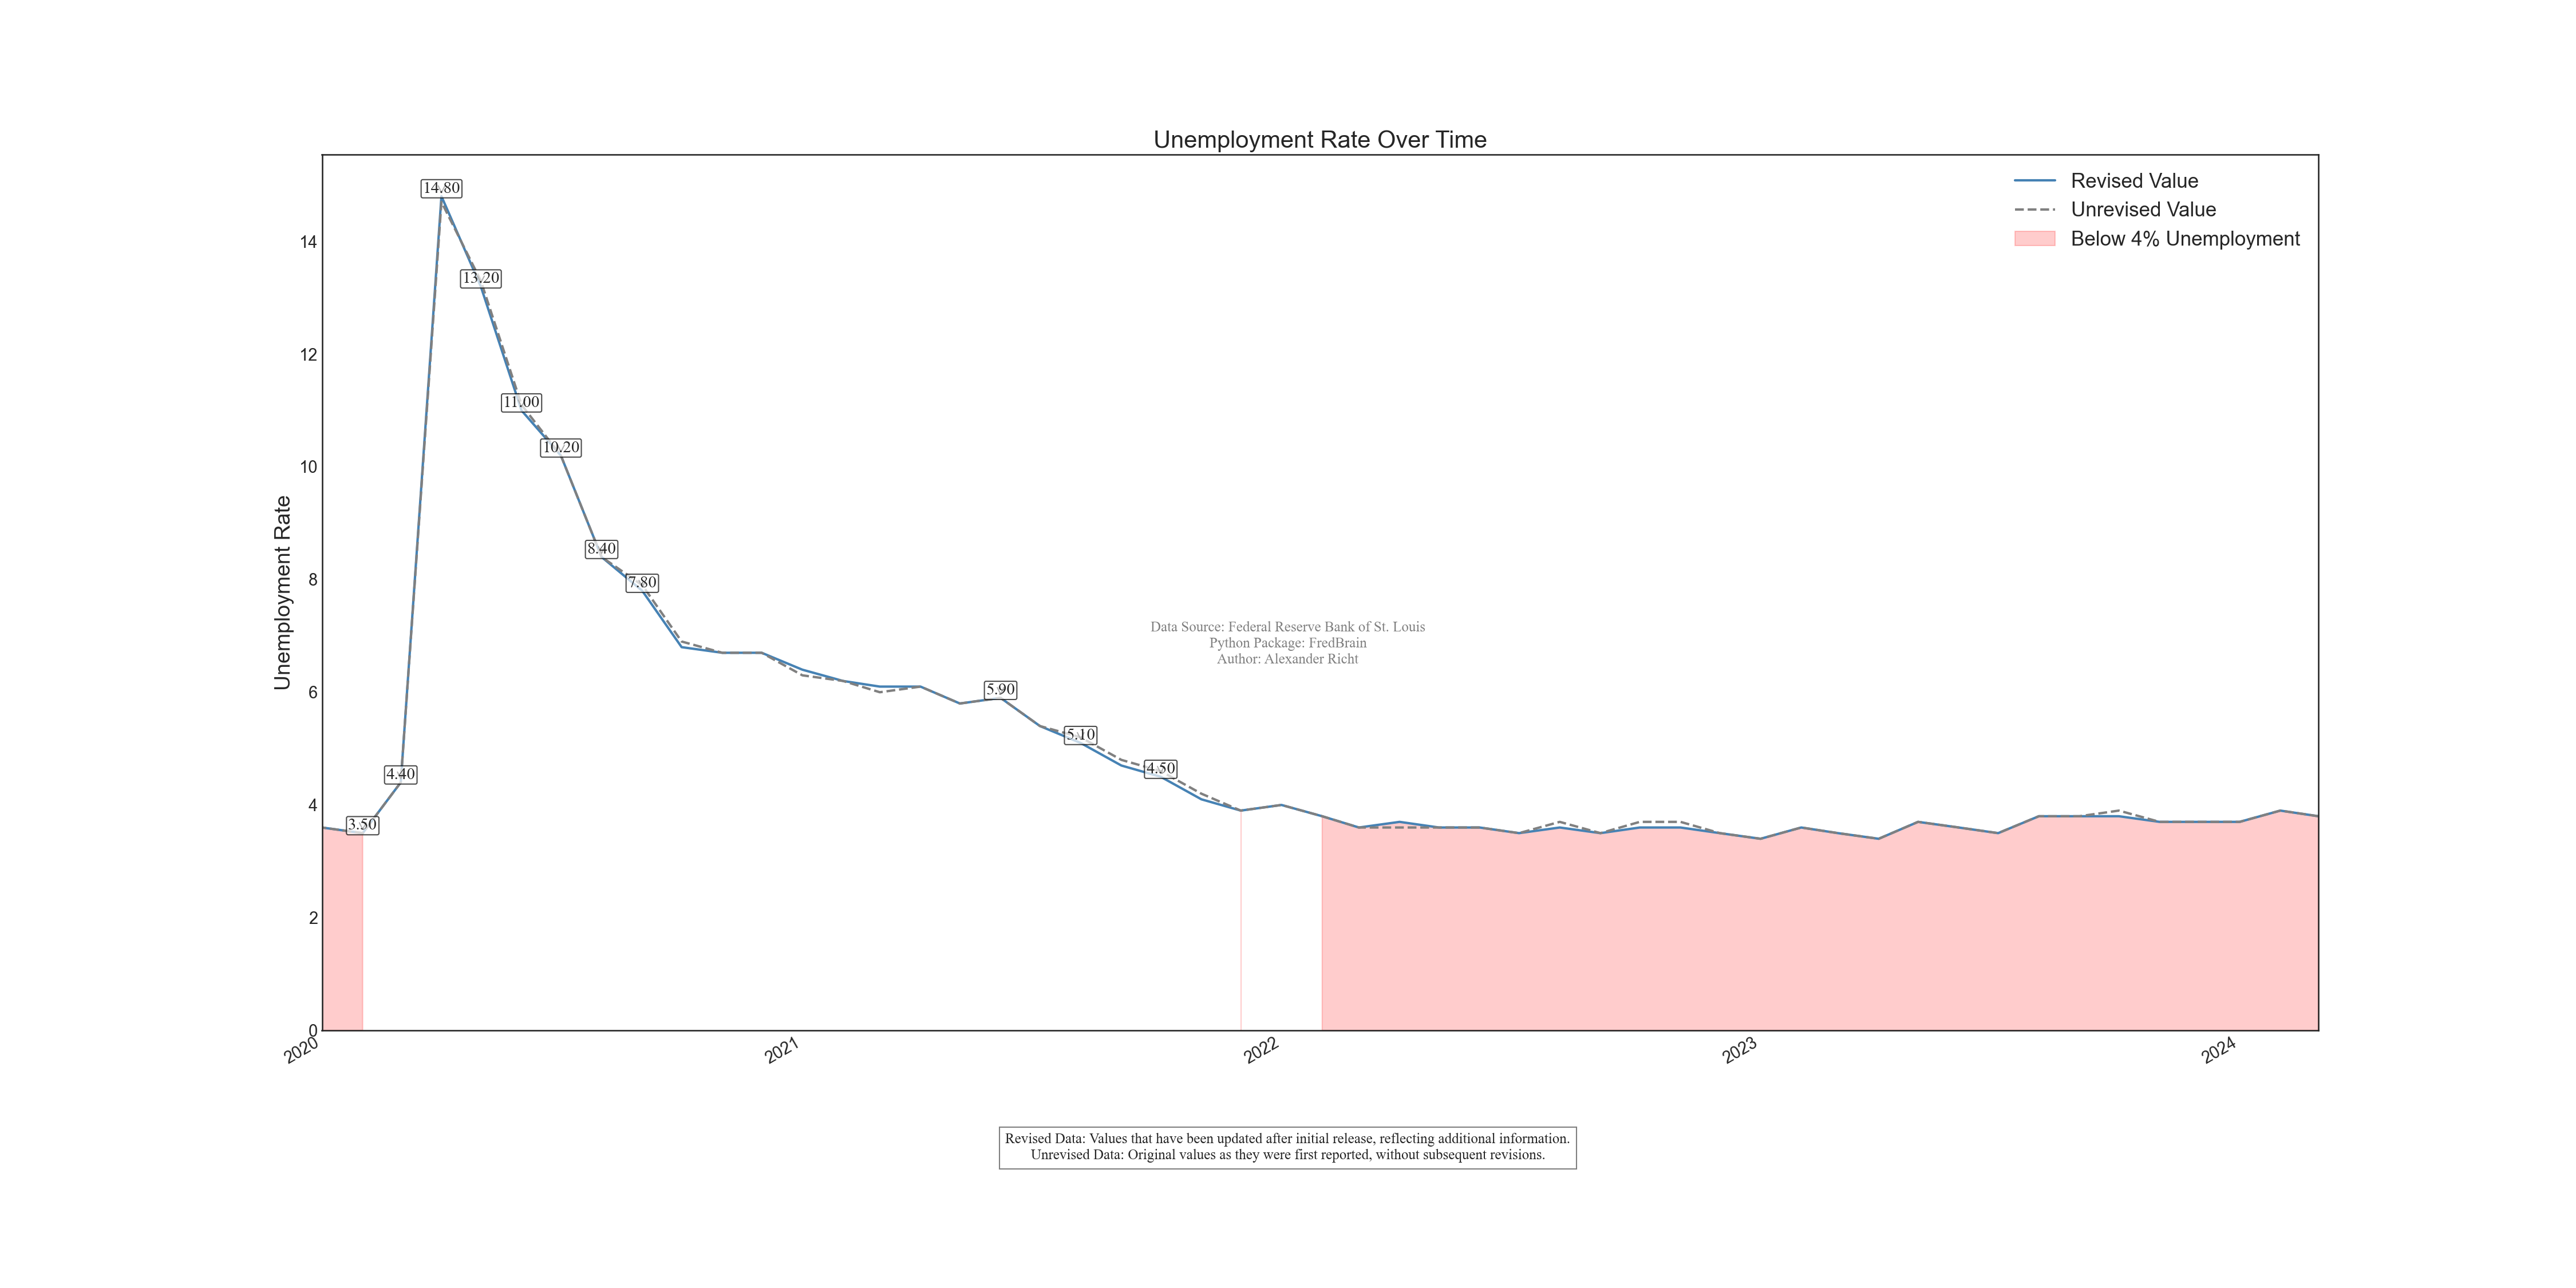 Unemployment Rate Over Time
Revised Value
Unrevised Value
Below 4% Unemployment
Unemployment Rate
14
12
10
8
6
4
2
0
14.80
13.20
11.00
10.20
8.40
7.80
5.90
5.10
4.50
4.40
3.50
Data Source: Federal Reserve Bank of St. Louis
Python Package: FredBrain
Author: Alexander Richt
2020
2021
2022
2023
2024
Revised Data: Values that have been updated after initial release, reflecting additional information.
Unrevised Data: Original values as they were first reported, without subsequent revisions.